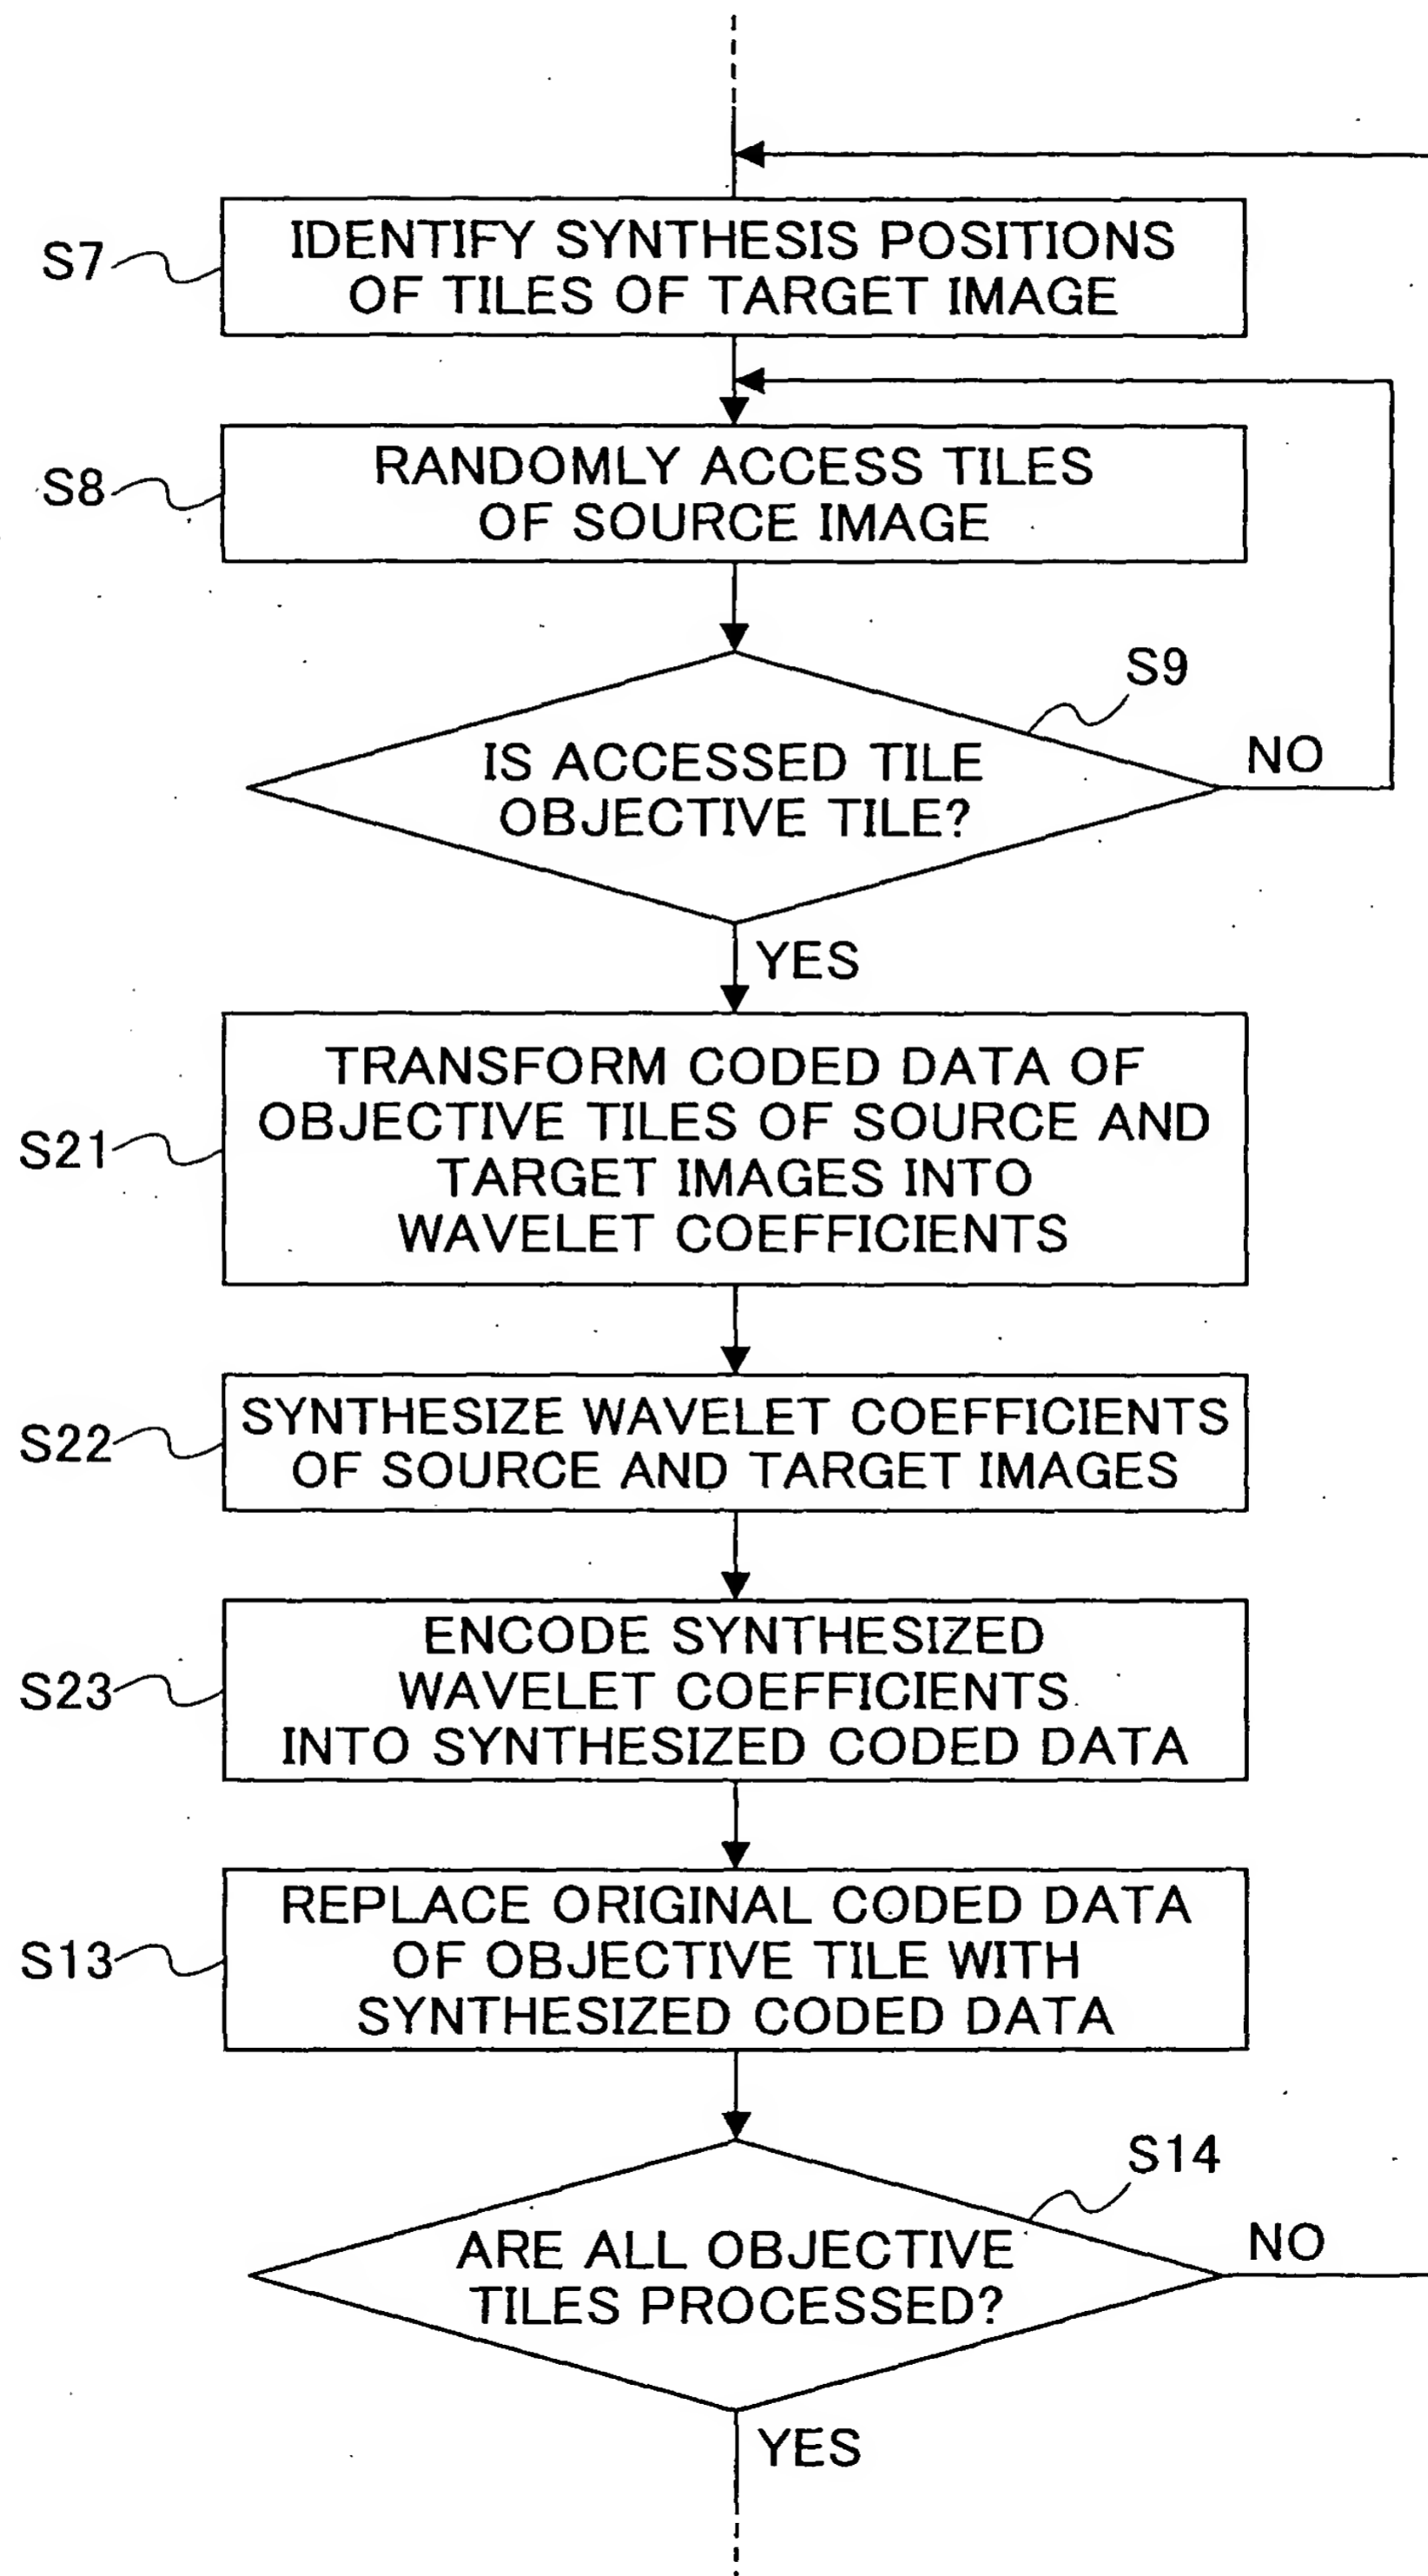 S7
IDENTIFY SYNTHESIS POSITIONS
OF TILES OF TARGET IMAGE
S8
RANDOMLY ACCESS TILES
OF SOURCE IMAGE
S9
IS ACCESSED TILE
OBJECTIVE TILE?
NO
YES
S21
TRANSFORM CODED DATA OF
OBJECTIVE TILES OF SOURCE AND
TARGET IMAGES INTO
WAVELET COEFFICIENTS
S22
SYNTHESIZE WAVELET COEFFICIENTS
OF SOURCE AND TARGET IMAGES
S23
ENCODE SYNTHESIZED
WAVELET COEFFICIENTS
INTO SYNTHESIZED CODED DATA
S13
REPLACE ORIGINAL CODED DATA
OF OBJECTIVE TILE WITH
SYNTHESIZED CODED DATA
S14
ARE ALL OBJECTIVE
TILES PROCESSED?
NO
YES